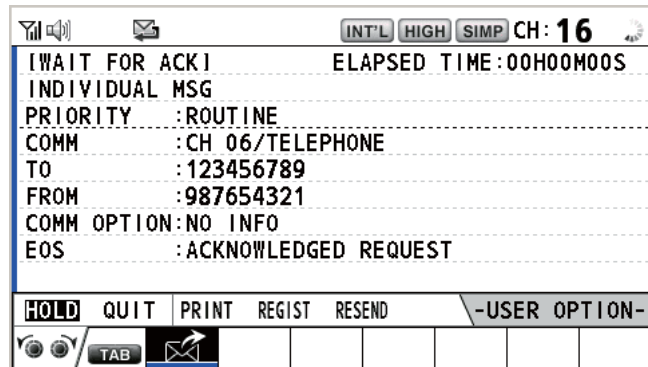 INT'L HIGH SIMP CH: 16
[WAIT FOR ACK] ELAPSED TIME:00H00M00S
INDIVIDUAL MSG
PRIORITY :ROUTINE
COMM :CH 06/TELEPHONE
TO :123456789
FROM :987654321
COMM OPTION:NO INFO
EOS :ACKNOWLEDGED REQUEST
HOLD QUIT PRINT REGIST RESEND -USER OPTION-
TAB